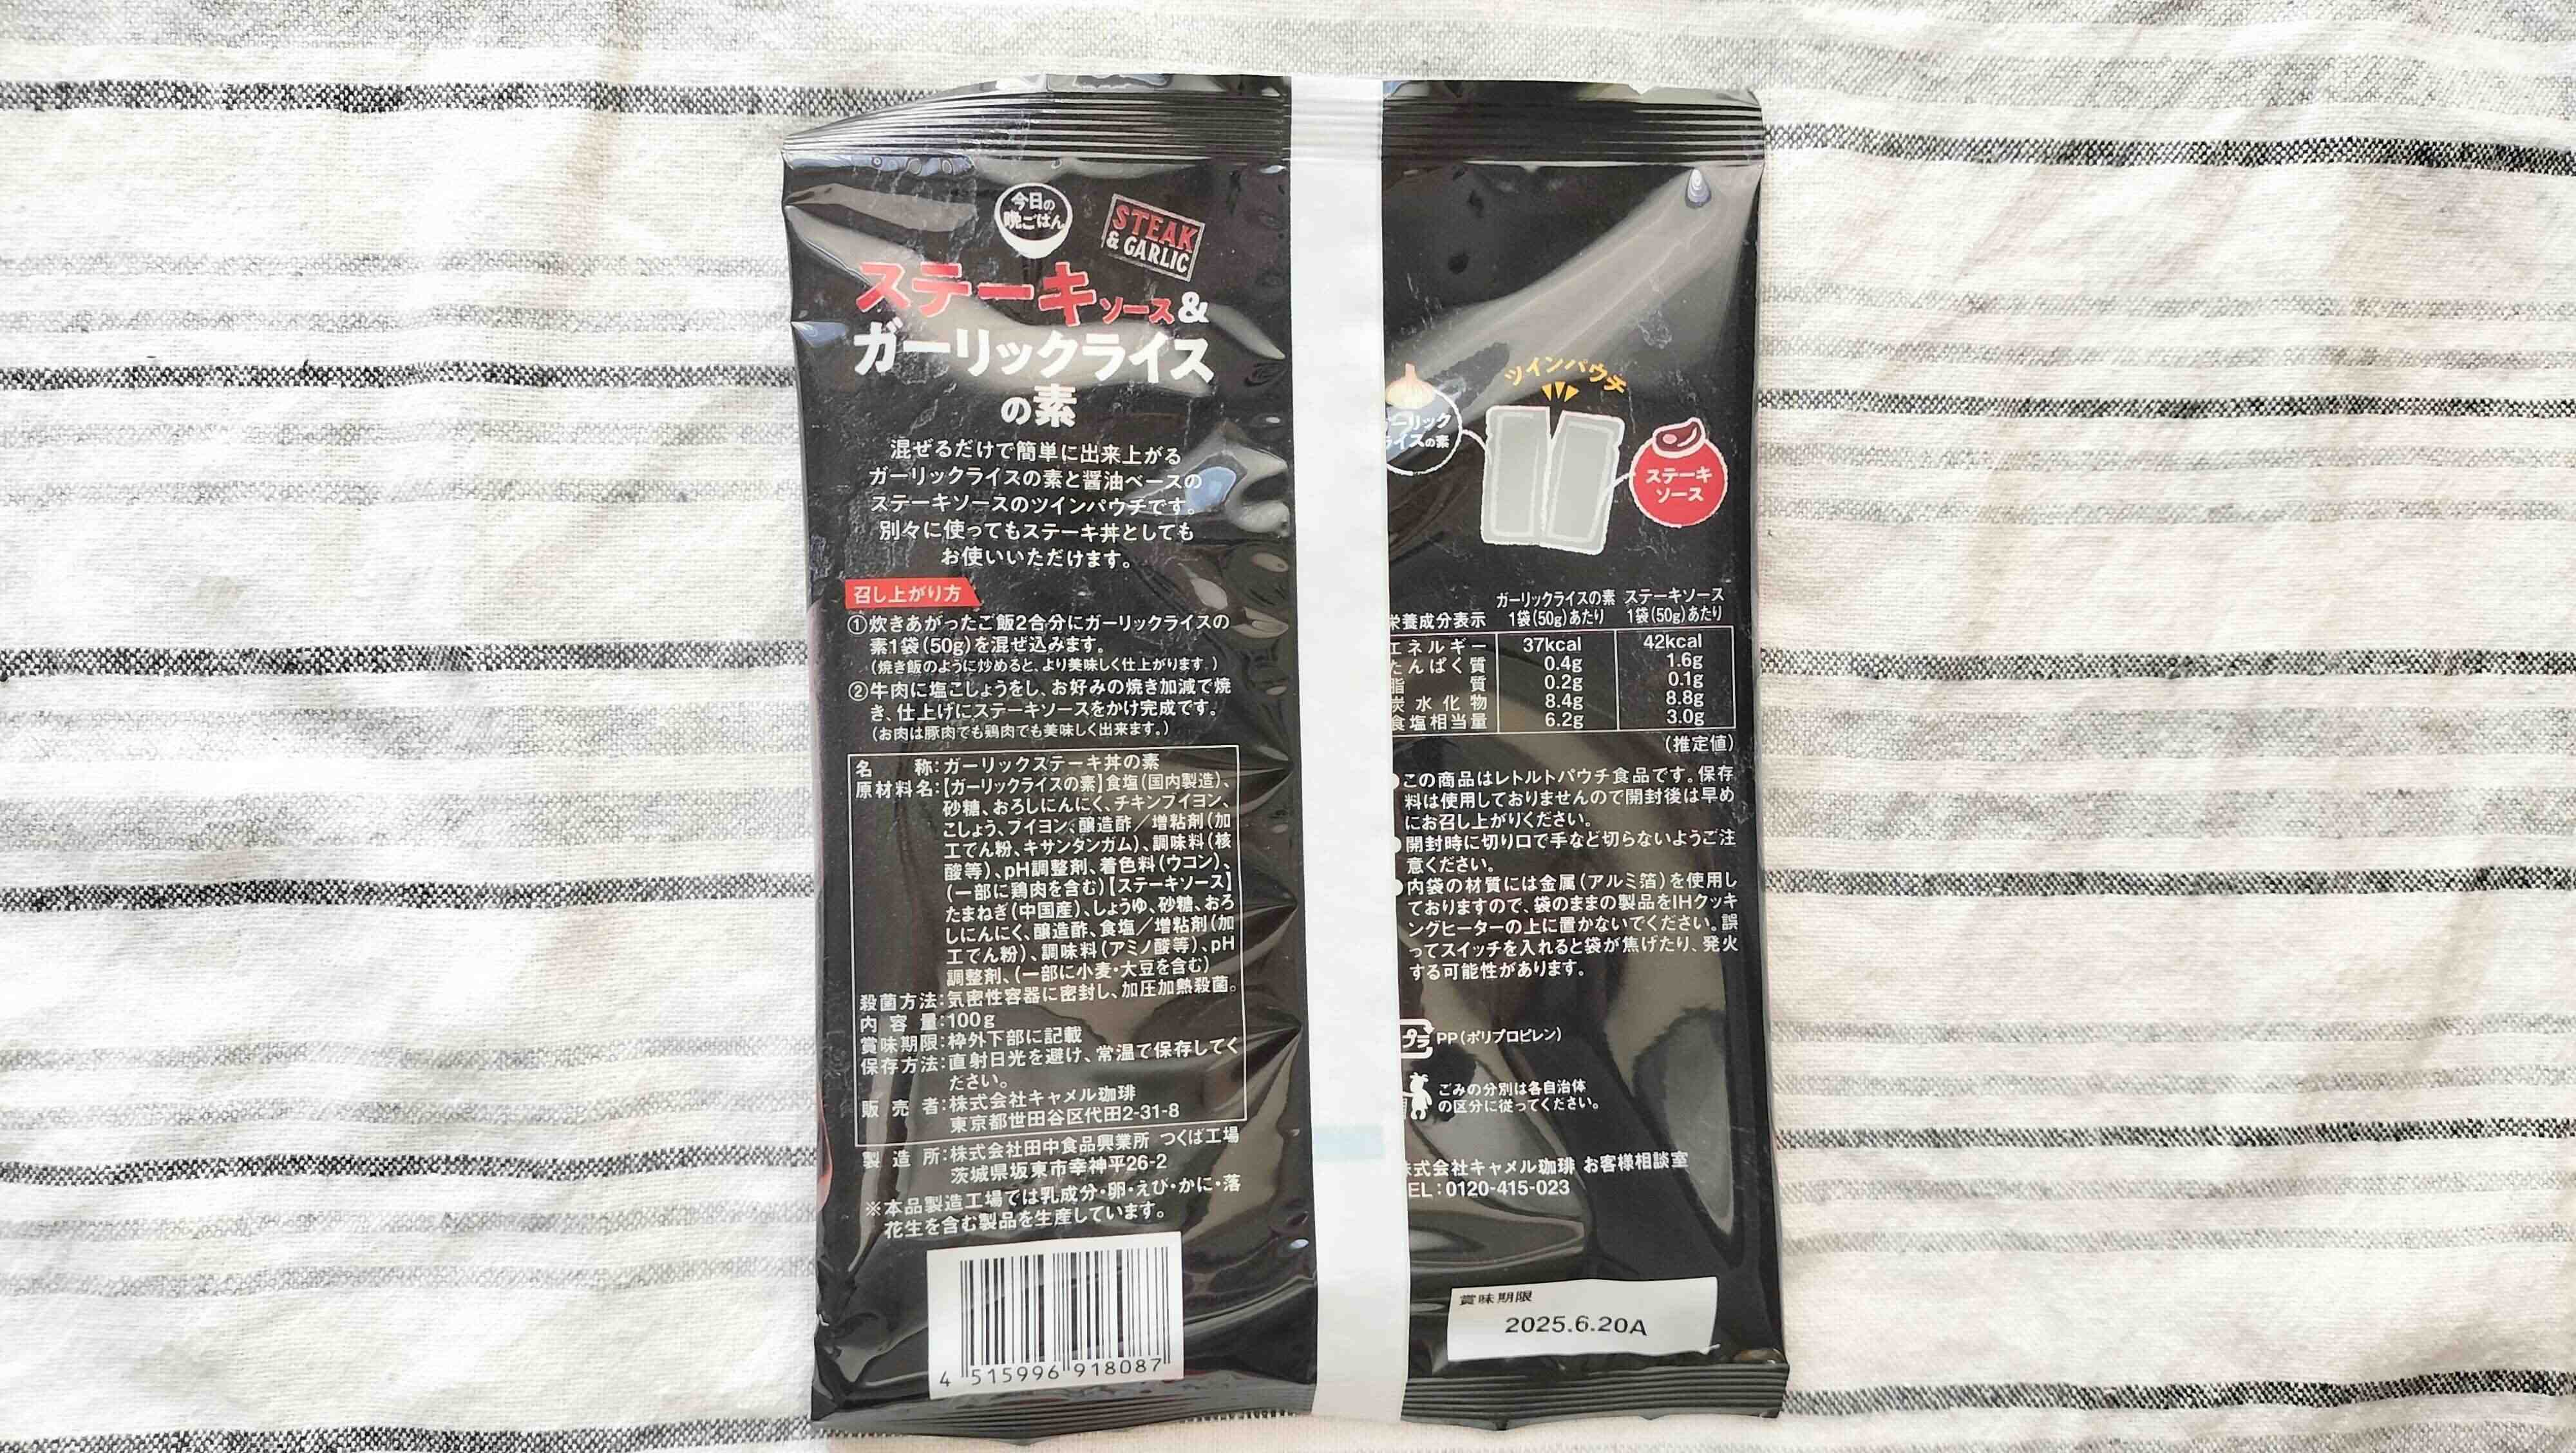 今日の
晩ごはん
STEAK
& GARLIC
ステーキソース&
ガーリックライス
の素
混ぜるだけで簡単に出来上がる
ガーリックライスの素と醤油ベースの
ステーキソースのツインパウチです。
別々に使ってもステーキ丼としても
お使いいただけます。
召し上がり方
①炊きあがったご飯2合分にガーリックライスの
素1袋(50g)を混ぜ込みます。
(焼き飯のように炒めると、より美味しく仕上がります。)
②牛肉に塩こしょうをし、お好みの焼き加減で焼
き、仕上げにステーキソースをかけ完成です。
(お肉は豚肉でも鶏肉でも美味しく出来ます。)
名称:ガーリックステーキ丼の素
原材料名:【ガーリックライスの素】食塩(国内製造)、
砂糖、おろしにんにく、チキンブイヨン、
こしょう、ブイヨン、醸造酢/増粘剤(加
工でん粉、キサンタンガム)、調味料(核
酸等)、pH調整剤、着色料(ウコン)、
(一部に鶏肉を含む)【ステーキソース】
たまねぎ(中国産)、しょうゆ、砂糖、おろ
しにんにく、醸造酢、食塩/増粘剤(加
工でん粉)、調味料(アミノ酸等)、pH
調整剤、(一部に小麦・大豆を含む)
殺菌方法:気密性容器に密封し、加圧加熱殺菌。
内容量:100g
賞味期限:枠外下部に記載
保存方法:直射日光を避け、常温で保存してく
ださい。
販売者:株式会社キャメル珈琲
東京都世田谷区代田2-31-8
製造所:株式会社田中食品興業所 つくば工場
茨城県坂東市幸神平26-2
※本品製造工場では乳成分・卵・えび・かに・落
花生を含む製品を生産しています。
4 515996 918087
ツインパウチ
ーリック
ライスの素
ステーキ
ソース
栄養成分表示 ガーリックライスの素 1袋(50g)あたり ステーキソース 1袋(50g)あたり
エネルギー 37kcal 42kcal
たんぱく質 0.4g 1.6g
脂質 0.2g 0.1g
炭水化物 8.4g 8.8g
食塩相当量 6.2g 3.0g
(推定値)
●この商品はレトルトパウチ食品です。保存
料は使用しておりませんので開封後は早め
にお召し上がりください。
●開封時に切り口で手など切らないようご注
意ください。
●内袋の材質には金属(アルミ箔)を使用し
ておりますので、袋のままの製品をIHクッキ
ングヒーターの上に置かないでください。誤
ってスイッチを入れると袋が焦げたり、発火
する可能性があります。
プラ PP(ポリプロピレン)
ごみの分別は各自治体
の区分に従ってください。
株式会社キャメル珈琲 お客様相談室
EL:0120-415-023
賞味期限
2025.6.20A